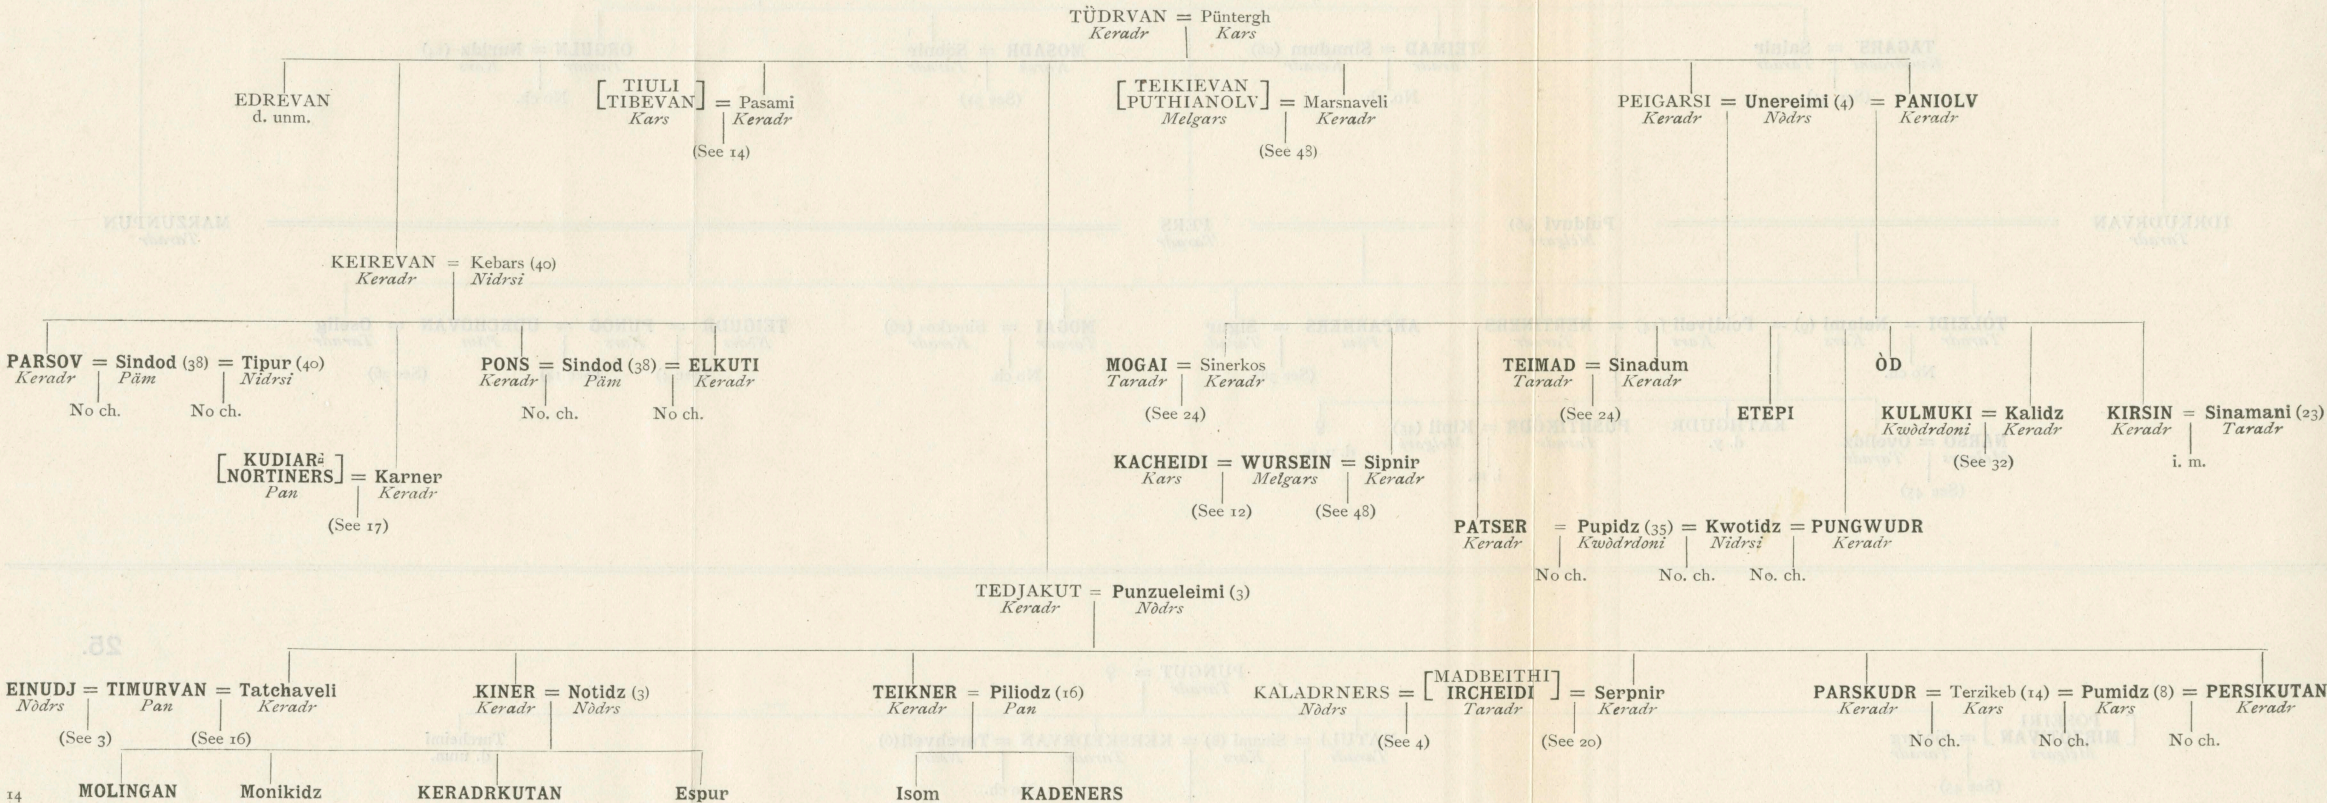 TÜDRVAN = Püntergh
Keradr Kars
EDREVAN
d. unm.
[TIULI
TIBEVAN] = Pasami
Kars Keradr
(See 14)
[TEIKIEVAN
PUTHIANOLV] = Marsnaveli
Melgars Keradr
(See 48)
PEIGARSI = Unereimi (4) = PANIOLV
Keradr Nòdrs Keradr
KEIREVAN = Kebars (40)
Keradr Nidrsi
PARSOV = Sindod (38) = Tipur (40)
Keradr Päm Nidrsi
No ch. No ch.
PONS = Sindod (38) = ELKUTI
Keradr Päm Keradr
No. ch. No ch.
MOGAI = Sinerkos
Taradr Keradr
(See 24)
TEIMAD = Sinadum
Taradr Keradr
(See 24)
ETEPI
ÒD
KULMUKI = Kalidz
Kwòdrdoni Keradr
(See 32)
KIRSIN = Sinamani (23)
Keradr Taradr
i. m.
[KUDIAR
NORTINERS] = Karner
Pan Keradr
(See 17)
KACHEIDI = WURSEIN = Sipnir
Kars Melgars Keradr
(See 12) (See 48)
PATSER = Pupidz (35) = Kwotidz = PUNGWUDR
Keradr Kwòdrdoni Nidrsi Keradr
No ch. No. ch. No. ch.
TEDJAKUT = Punzueleimi (3)
Keradr Nòdrs
EINUDJ = TIMURVAN = Tatchaveli
Nòdrs Pan Keradr
(See 3) (See 16)
KINER = Notidz (3)
Keradr Nòdrs
TEIKNER = Piliodz (16)
Keradr Pan
KALADRNERS = [MADBEITHI
IRCHEIDI] = Serpnir
Nòdrs Taradr Keradr
(See 4) (See 20)
PARSKUDR = Terzikeb (14) = Pumidz (8) = PERSIKUTAN
Keradr Kars Kars Keradr
No ch. No ch. No ch.
14 MOLINGAN Monikidz KERADRKUTAN Espur Isom KADENERS
25.